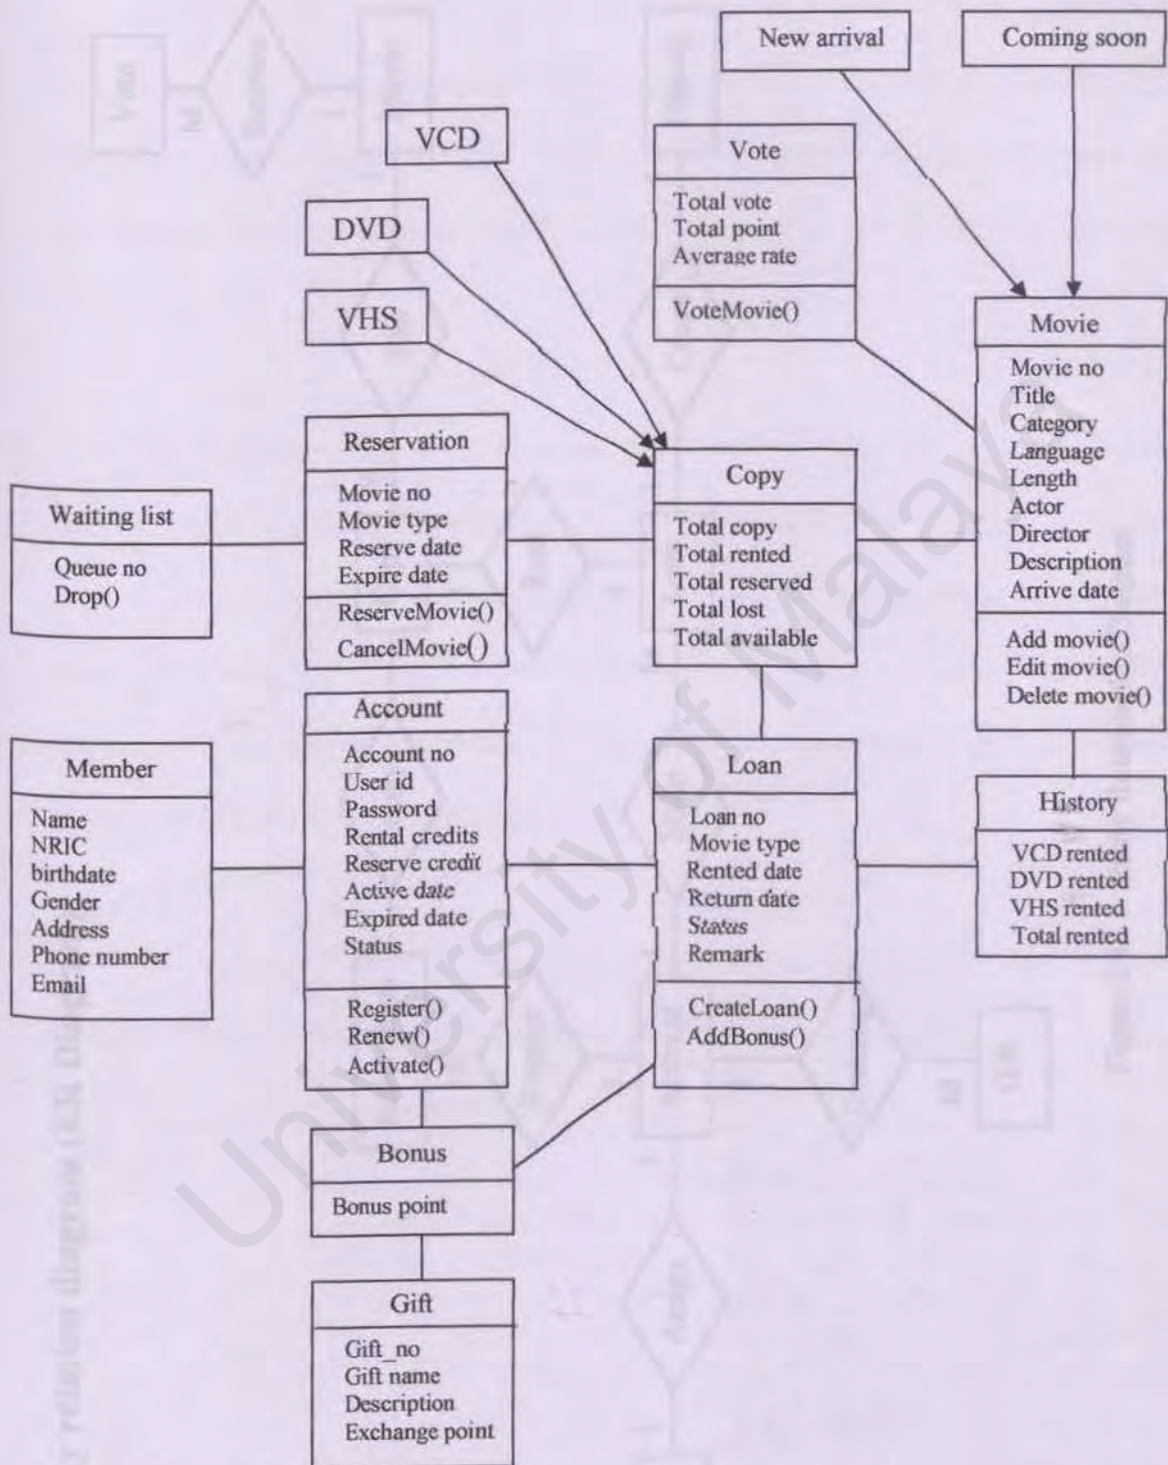 New arrival
Coming soon
VCD
DVD
VHS
Vote
Total vote
Total point
Average rate
VoteMovie()
Movie
Movie no
Title
Category
Language
Length
Actor
Director
Description
Arrive date
Add movie()
Edit movie()
Delete movie()
Reservation
Movie no
Movie type
Reserve date
Expire date
ReserveMovie()
CancelMovie()
Copy
Total copy
Total rented
Total reserved
Total lost
Total available
Waiting list
Queue no
Drop()
Member
Name
NRIC
birthdate
Gender
Address
Phone number
Email
Account
Account no
User id
Password
Rental credits
Reserve credit
Active date
Expired date
Status
Register()
Renew()
Activate()
Loan
Loan no
Movie type
Rented date
Return date
Status
Remark
CreateLoan()
AddBonus()
History
VCD rented
DVD rented
VHS rented
Total rented
Bonus
Bonus point
Gift
Gift_no
Gift name
Description
Exchange point
University of Malaya